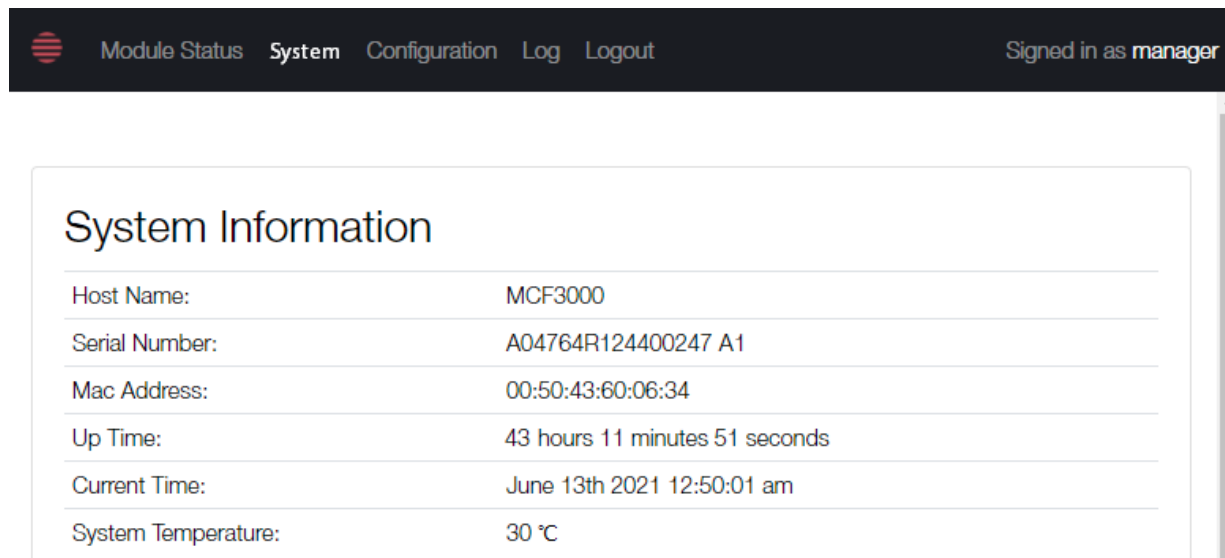 Module Status System Configuration Log Logout Signed in as manager
System Information
Host Name: MCF3000
Serial Number: A04764R124400247 A1
Mac Address: 00:50:43:60:06:34
Up Time: 43 hours 11 minutes 51 seconds
Current Time: June 13th 2021 12:50:01 am
System Temperature: 30 ℃